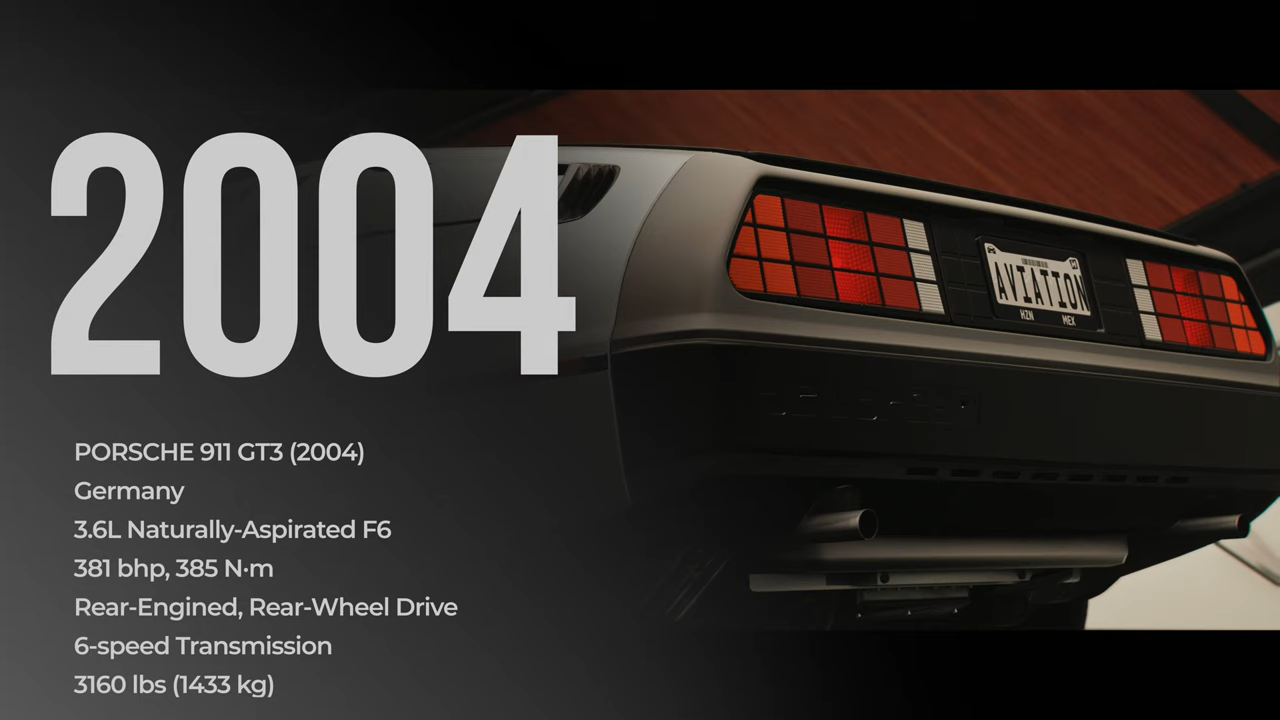 2004
AVIATION
HZN MEX
PORSCHE 911 GT3 (2004)
Germany
3.6L Naturally-Aspirated F6
381 bhp, 385 N·m
Rear-Engined, Rear-Wheel Drive
6-speed Transmission
3160 lbs (1433 kg)